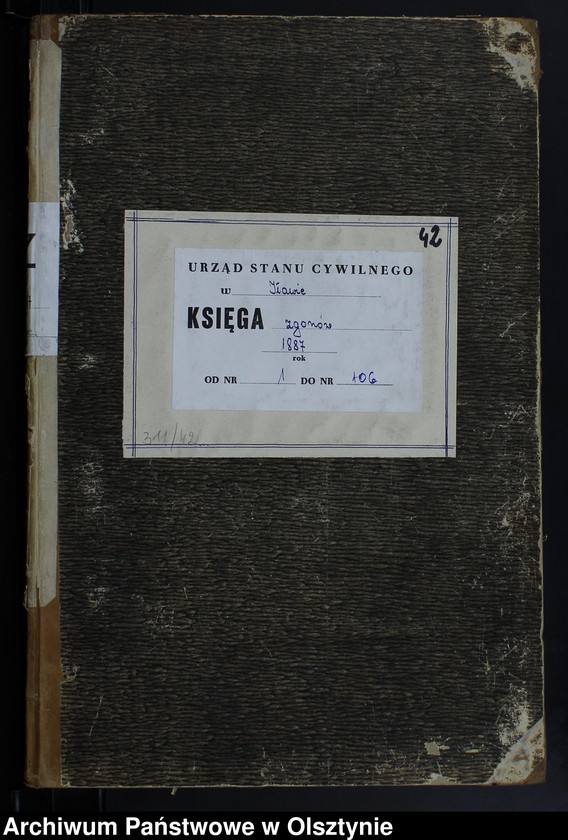 42
URZĄD STANU CYWILNEGO
w Iławie
KSIĘGA zgonów
1887
rok
OD NR 1 DO NR 106
311/42
Archiwum Państwowe w Olsztynie